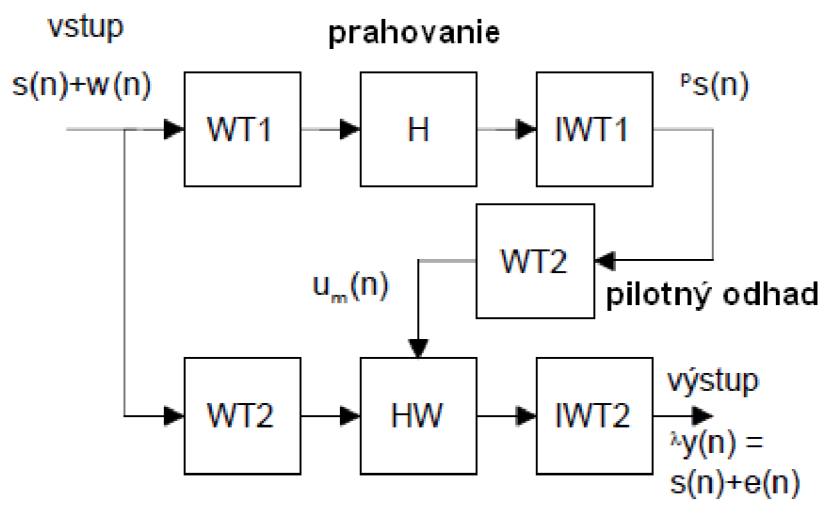 vstup
prahovanie
s(n)+w(n)
ᵖs(n)
WT1
H
IWT1
WT2
uₘ(n)
pilotný odhad
WT2
HW
IWT2
výstup
λy(n) =
s(n)+e(n)